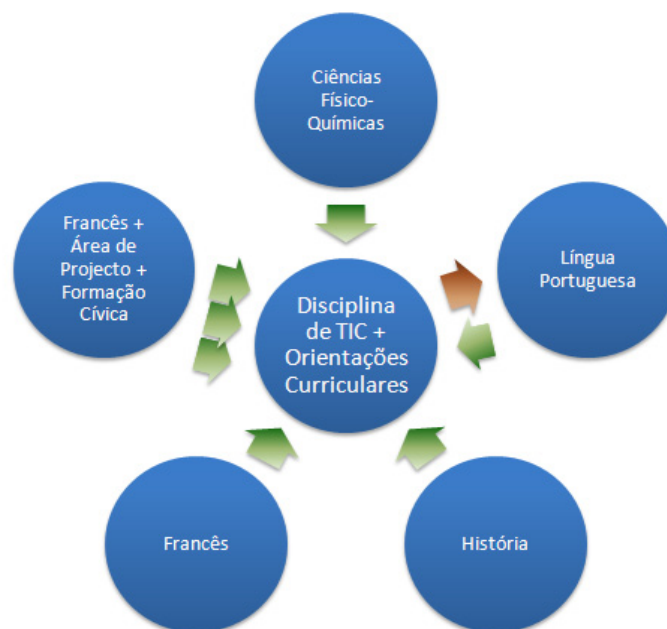 Ciências
Físico-
Químicas
Francês +
Área de
Projecto +
Formação
Cívica
Língua
Portuguesa
Disciplina
de TIC +
Orientações
Curriculares
Francês
História